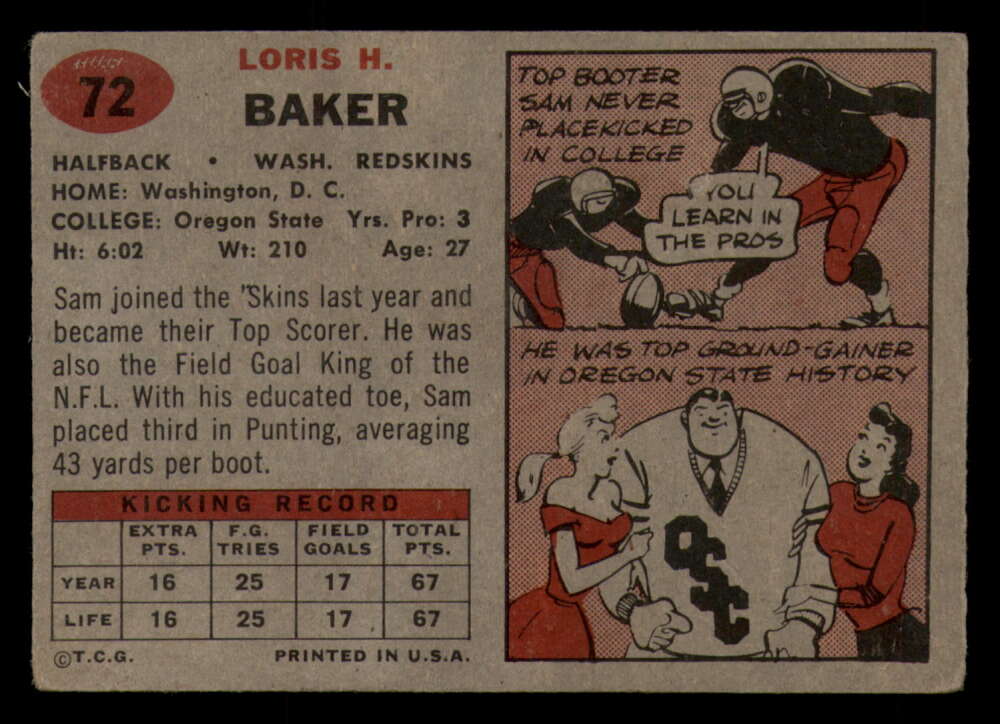 72
LORIS H.
BAKER
HALFBACK • WASH. REDSKINS
HOME: Washington, D. C.
COLLEGE: Oregon State Yrs. Pro: 3
Ht: 6:02 Wt: 210 Age: 27
Sam joined the "Skins last year and
became their Top Scorer. He was
also the Field Goal King of the
N.F.L. With his educated toe, Sam
placed third in Punting, averaging
43 yards per boot.
KICKING RECORD
EXTRA PTS. F.G. TRIES FIELD GOALS TOTAL PTS.
YEAR 16 25 17 67
LIFE 16 25 17 67
©T.C.G. PRINTED IN U.S.A.
TOP BOOTER
SAM NEVER
PLACEKICKED
IN COLLEGE
YOU
LEARN IN
THE PROS
HE WAS TOP GROUND-GAINER
IN OREGON STATE HISTORY
OSC